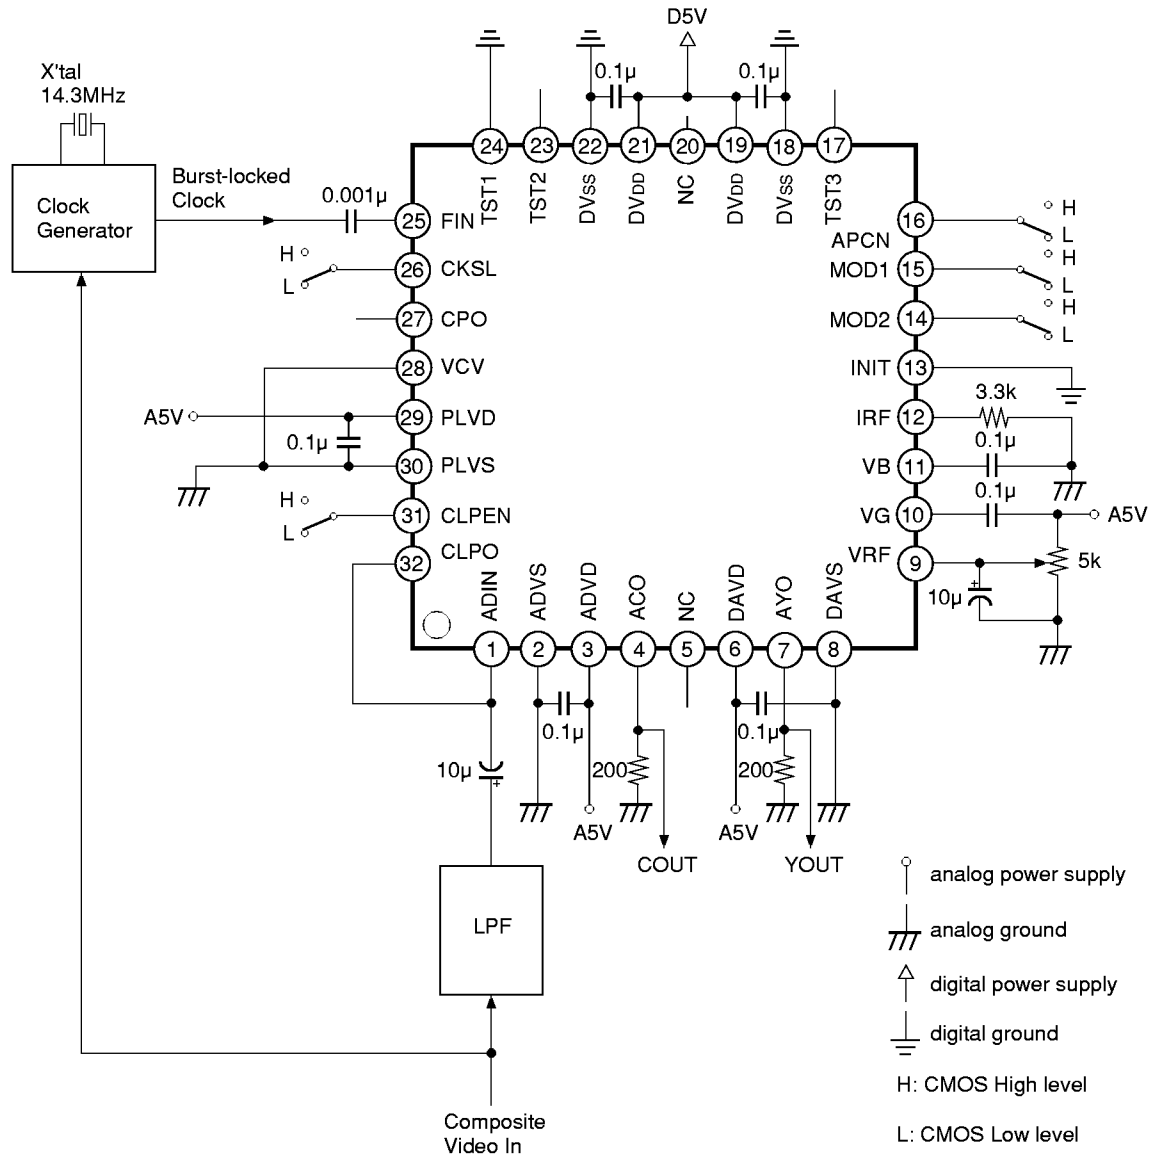 D5V
0.1µ
0.1µ
X'tal
14.3MHz
24
23
22
21
20
19
18
17
TST1
TST2
DVSS
DVDD
NC
DVDD
DVSS
TST3
Clock
Generator
Burst-locked
Clock
0.001µ
25
FIN
H
L
26
CKSL
27
CPO
28
VCV
A5V
29
PLVD
0.1µ
30
PLVS
H
L
31
CLPEN
32
CLPO
16
APCN
H
L
15
MOD1
H
L
14
MOD2
H
L
13
INIT
12
IRF
3.3k
11
VB
0.1µ
10
VG
0.1µ
A5V
9
VRF
10µ
+
5k
ADIN
ADVS
ADVD
ACO
NC
DAVD
AYO
DAVS
1
2
3
4
5
6
7
8
0.1µ
0.1µ
10µ
+
200
200
A5V
A5V
COUT
YOUT
LPF
Composite
Video In
analog power supply
analog ground
digital power supply
digital ground
H: CMOS High level
L: CMOS Low level